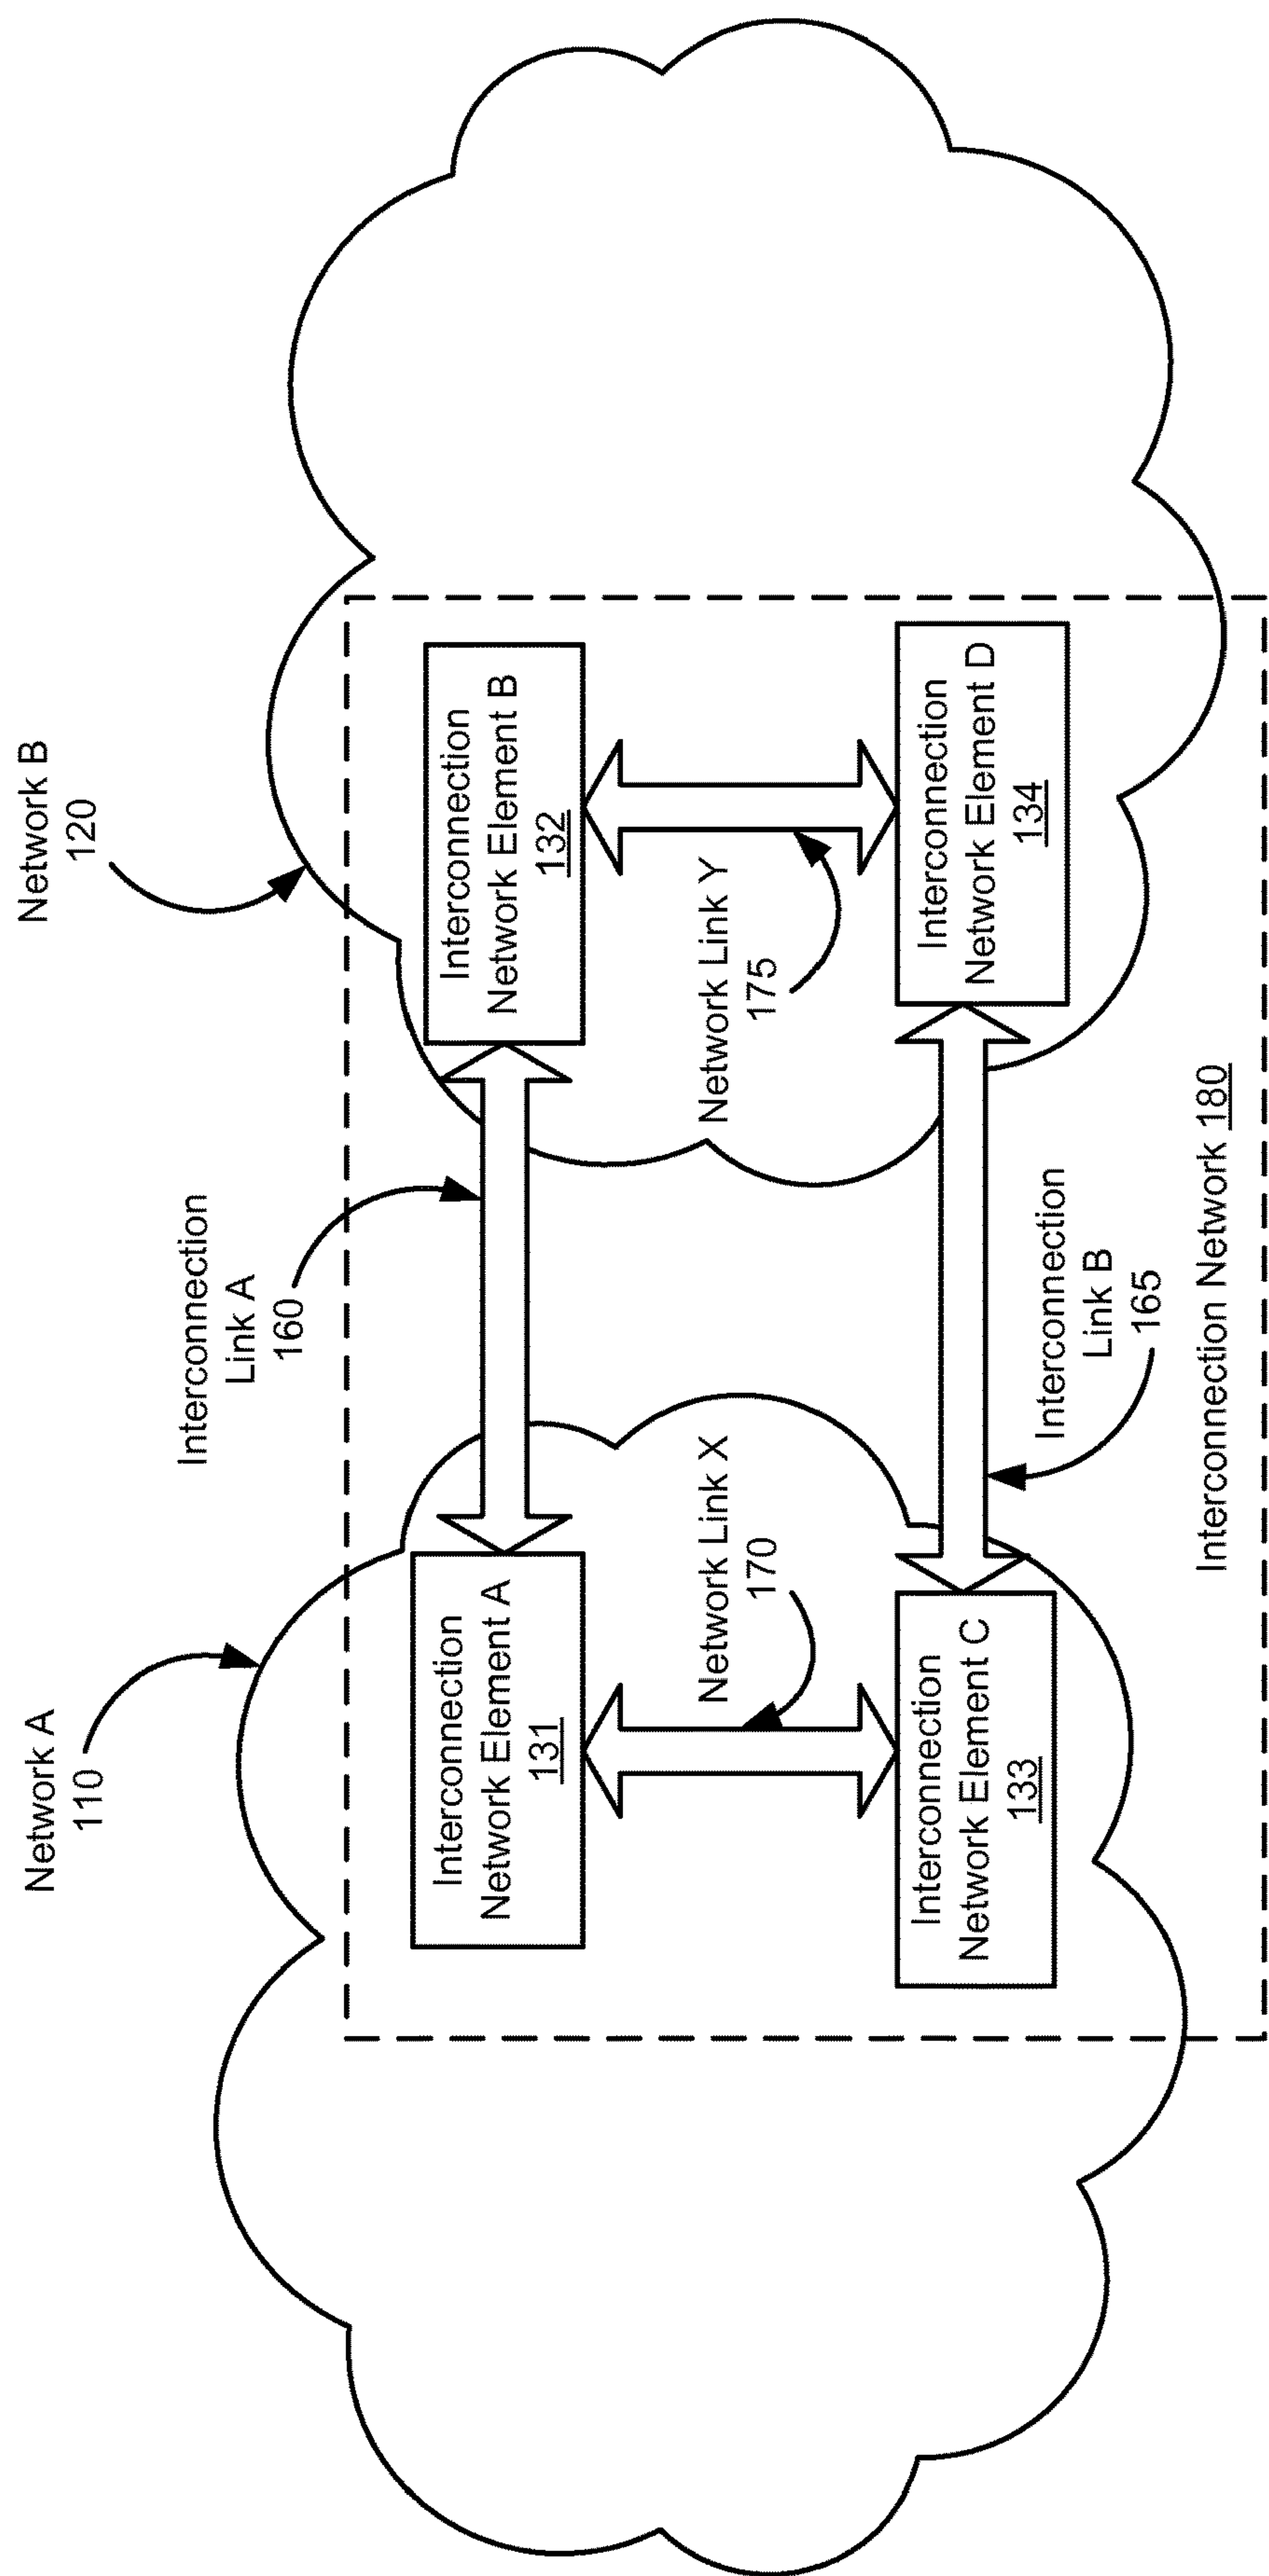 Network A
110
Network B
120
Interconnection
Link A
160
Interconnection
Network Element A
131
Interconnection
Network Element B
132
Network Link X
170
Network Link Y
175
Interconnection
Network Element C
133
Interconnection
Network Element D
134
Interconnection
Link B
165
Interconnection Network 180